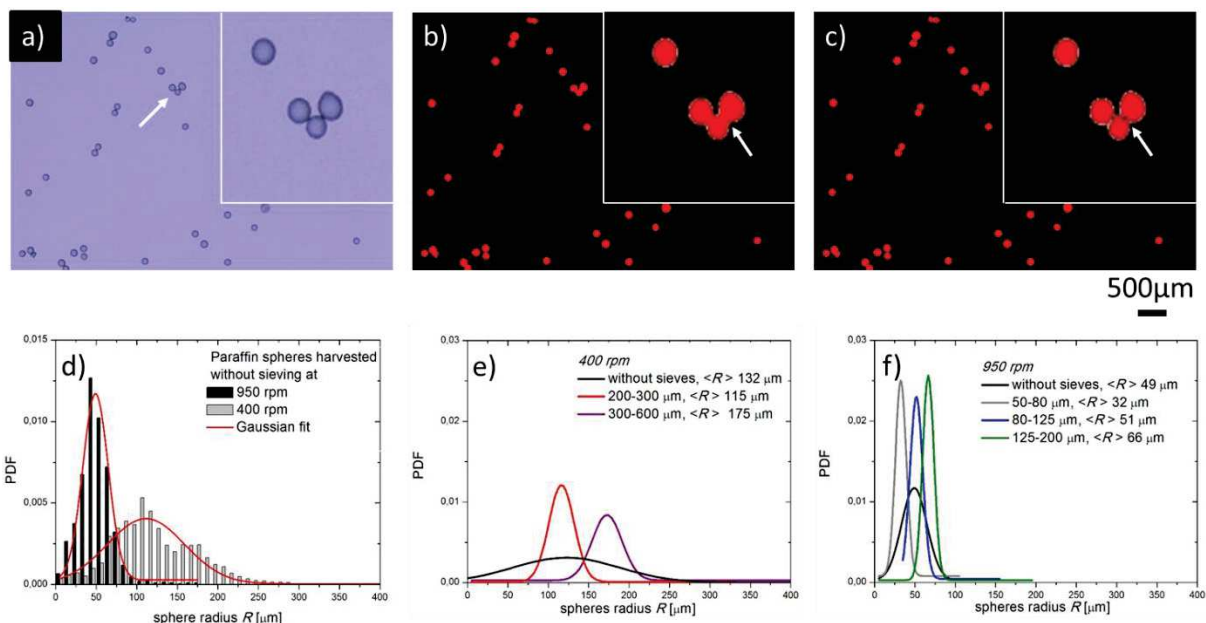 a)
b)
c)
500µm
d)
Paraffin spheres harvested
without sieving at
950 rpm
400 rpm
Gaussian fit
PDF
0,015
0,010
0,005
0,000
0 50 100 150 200 250 300 350 400
sphere radius R [µm]
e)
400 rpm
without sieves, <R> 132 µm
200-300 µm, <R> 115 µm
300-600 µm, <R> 175 µm
PDF
0,03
0,02
0,01
0,00
0 50 100 150 200 250 300 350 400
spheres radius R [µm]
f)
950 rpm
without sieves, <R> 49 µm
50-80 µm, <R> 32 µm
80-125 µm, <R> 51 µm
125-200 µm, <R> 66 µm
PDF
0,03
0,02
0,01
0,00
0 50 100 150 200 250 300 350 400
spheres radius R [µm]